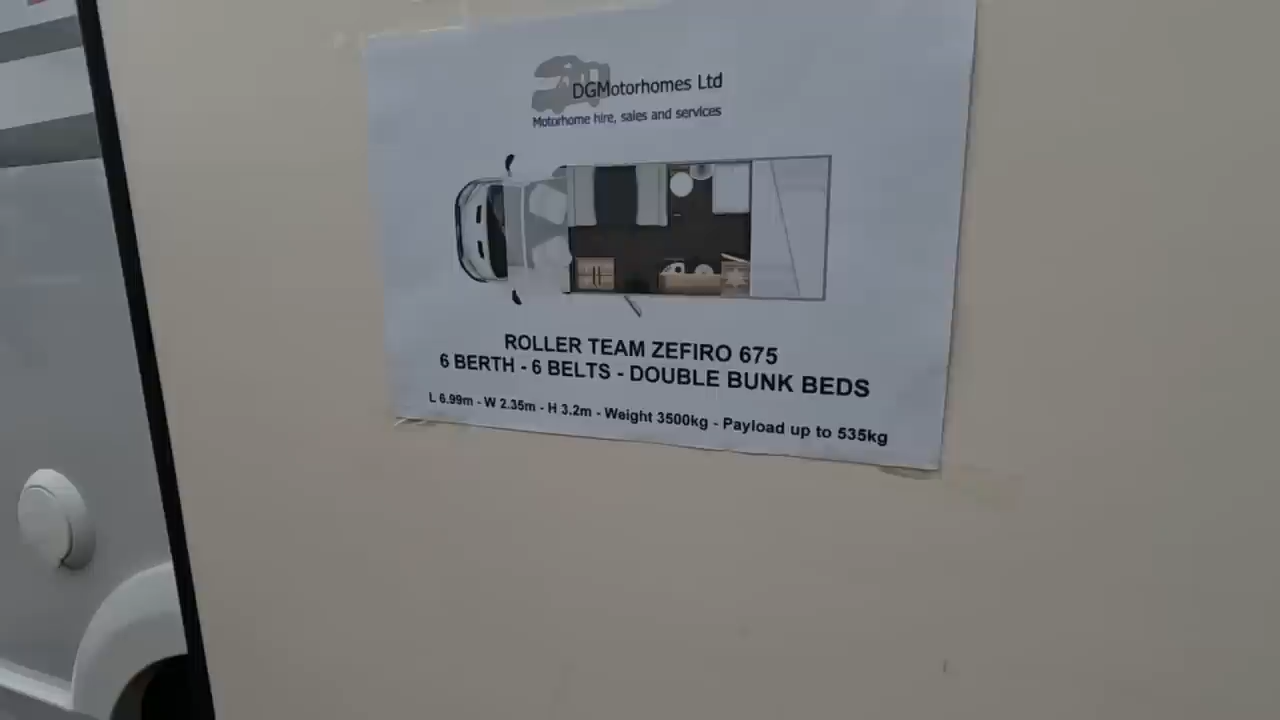 DGMotorhomes Ltd
Motorhome hire, sales and services
ROLLER TEAM ZEFIRO 675
6 BERTH - 6 BELTS - DOUBLE BUNK BEDS
L 6.99m - W 2.35m - H 3.2m - Weight 3500kg - Payload up to 535kg